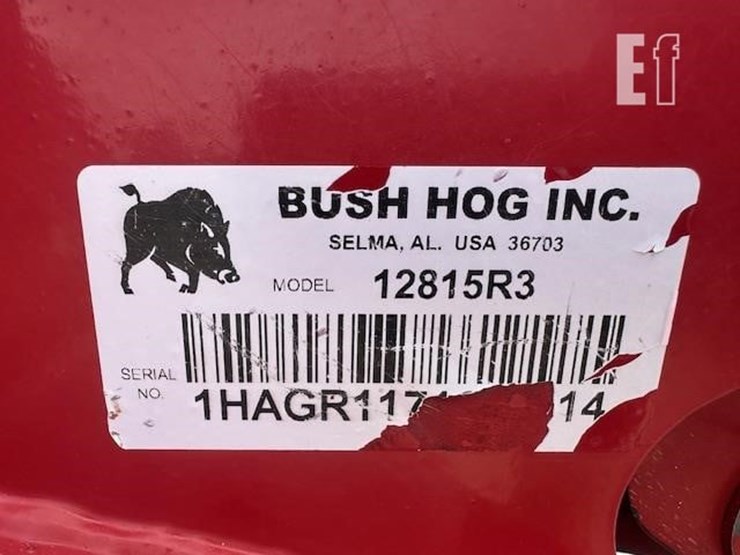 Ef
BUSH HOG INC.
SELMA, AL. USA 36703
MODEL 12815R3
SERIAL
NO.